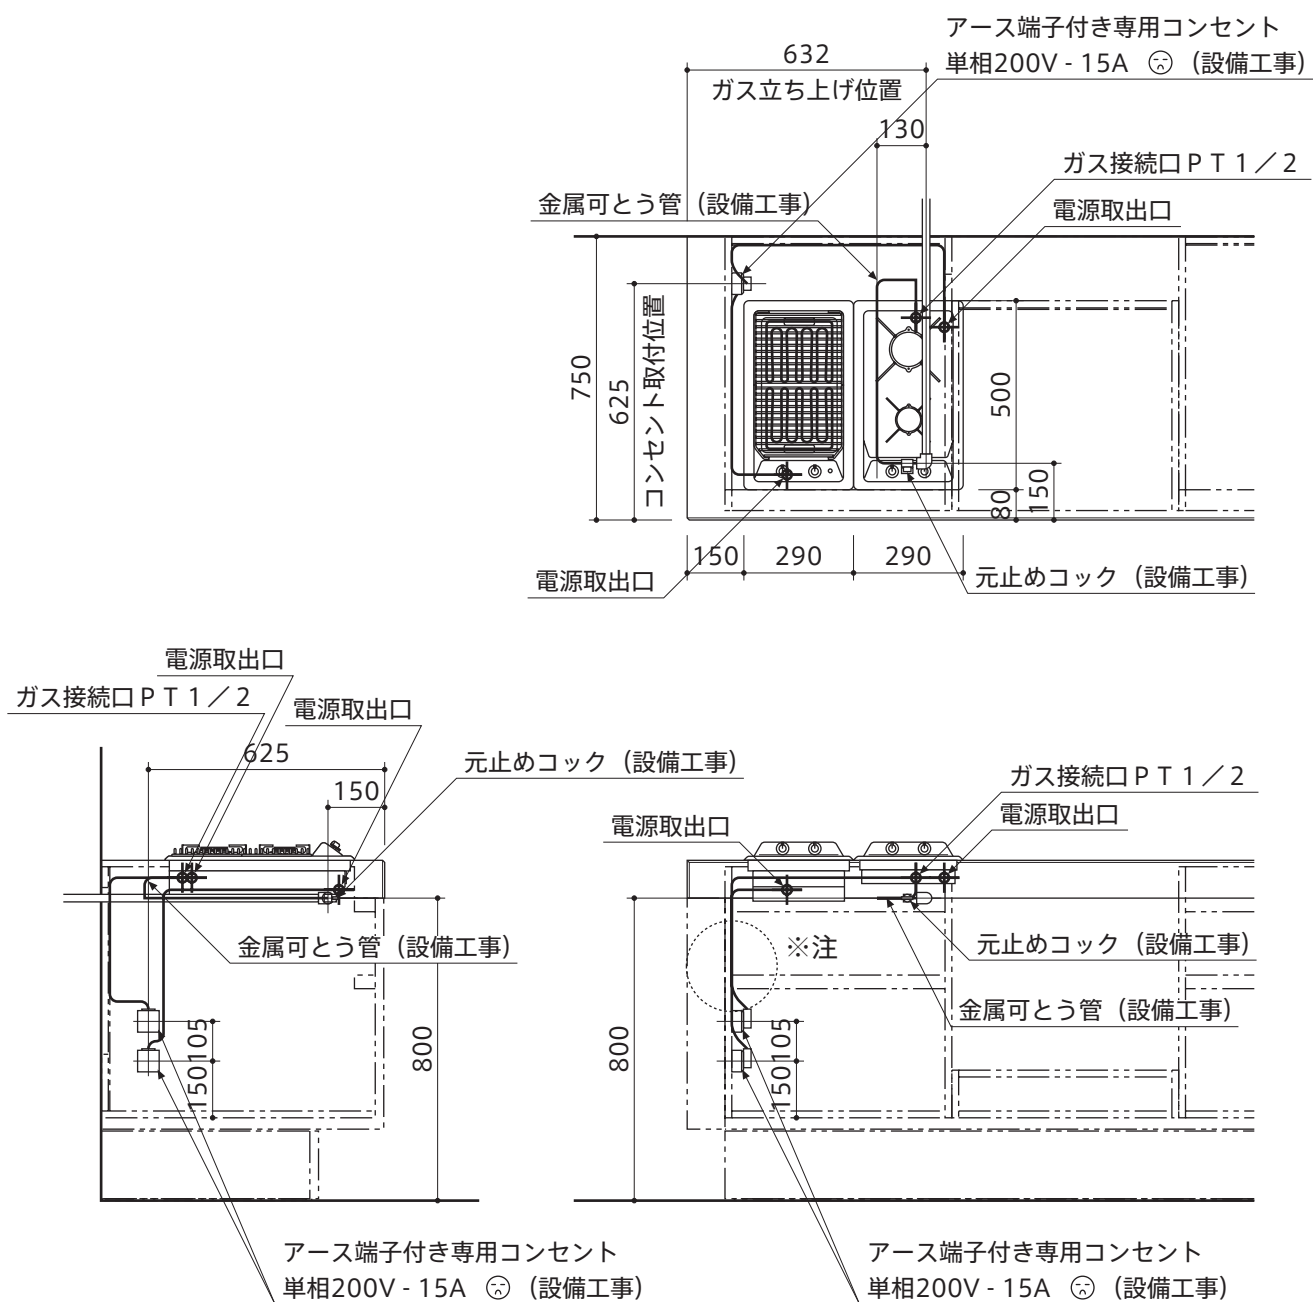 アース端子付き専用コンセント
単相200V - 15A （設備工事）
632
ガス立ち上げ位置
130
ガス接続口ＰＴ１／２
金属可とう管（設備工事）
電源取出口
750
625
コンセント取付位置
500
80
150
150
290
290
電源取出口
元止めコック（設備工事）
電源取出口
ガス接続口ＰＴ１／２
電源取出口
625
元止めコック（設備工事）
150
金属可とう管（設備工事）
105
150
800
アース端子付き専用コンセント
単相200V - 15A （設備工事）
ガス接続口ＰＴ１／２
電源取出口
電源取出口
※注
元止めコック（設備工事）
金属可とう管（設備工事）
105
150
800
アース端子付き専用コンセント
単相200V - 15A （設備工事）